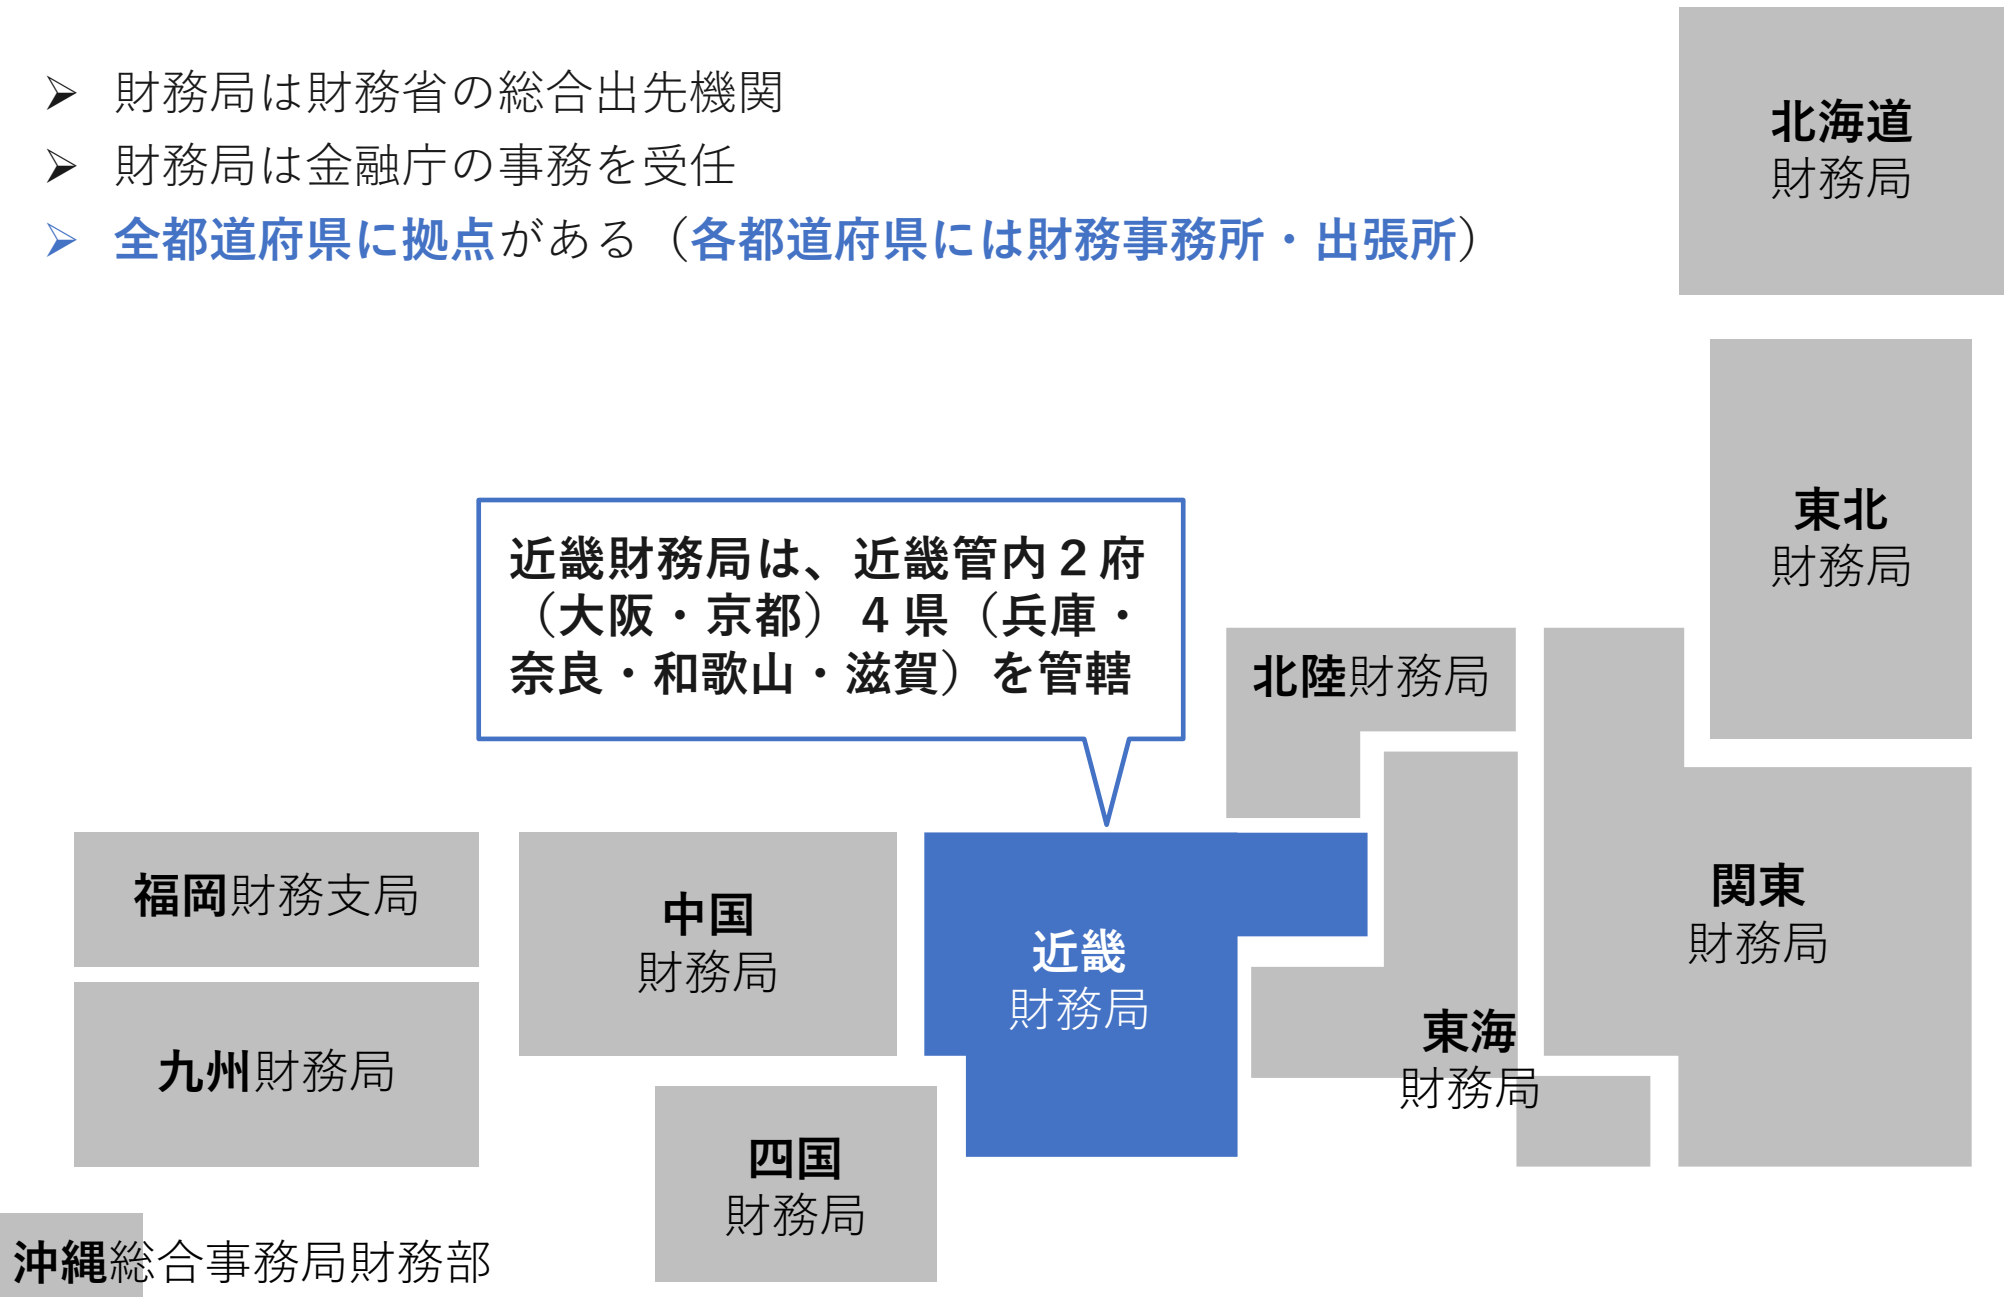 ➢ 財務局は財務省の総合出先機関
➢ 財務局は金融庁の事務を受任
➢ 全都道府県に拠点がある（各都道府県には財務事務所・出張所）
北海道
財務局
東北
財務局
近畿財務局は、近畿管内２府
（大阪・京都）４県（兵庫・
奈良・和歌山・滋賀）を管轄
北陸財務局
福岡財務支局
中国
財務局
近畿
財務局
関東
財務局
九州財務局
東海
財務局
四国
財務局
沖縄総合事務局財務部